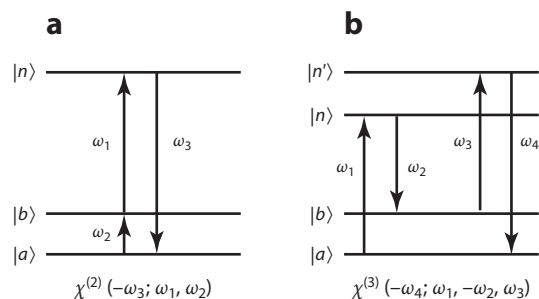 a
b
|n⟩
|n'⟩
|n⟩
ω₁
ω₃
ω₁
ω₂
ω₃
ω₄
|b⟩
|b⟩
ω₂
|a⟩
|a⟩
χ⁽²⁾ (−ω₃; ω₁, ω₂)
χ⁽³⁾ (−ω₄; ω₁, −ω₂, ω₃)